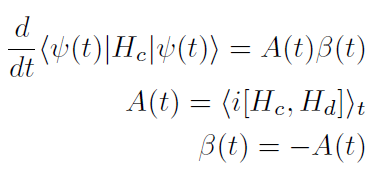 d/dt ⟨ψ(t)|H_c|ψ(t)⟩ = A(t)β(t)
A(t) = ⟨i[H_c, H_d]⟩_t
β(t) = −A(t)